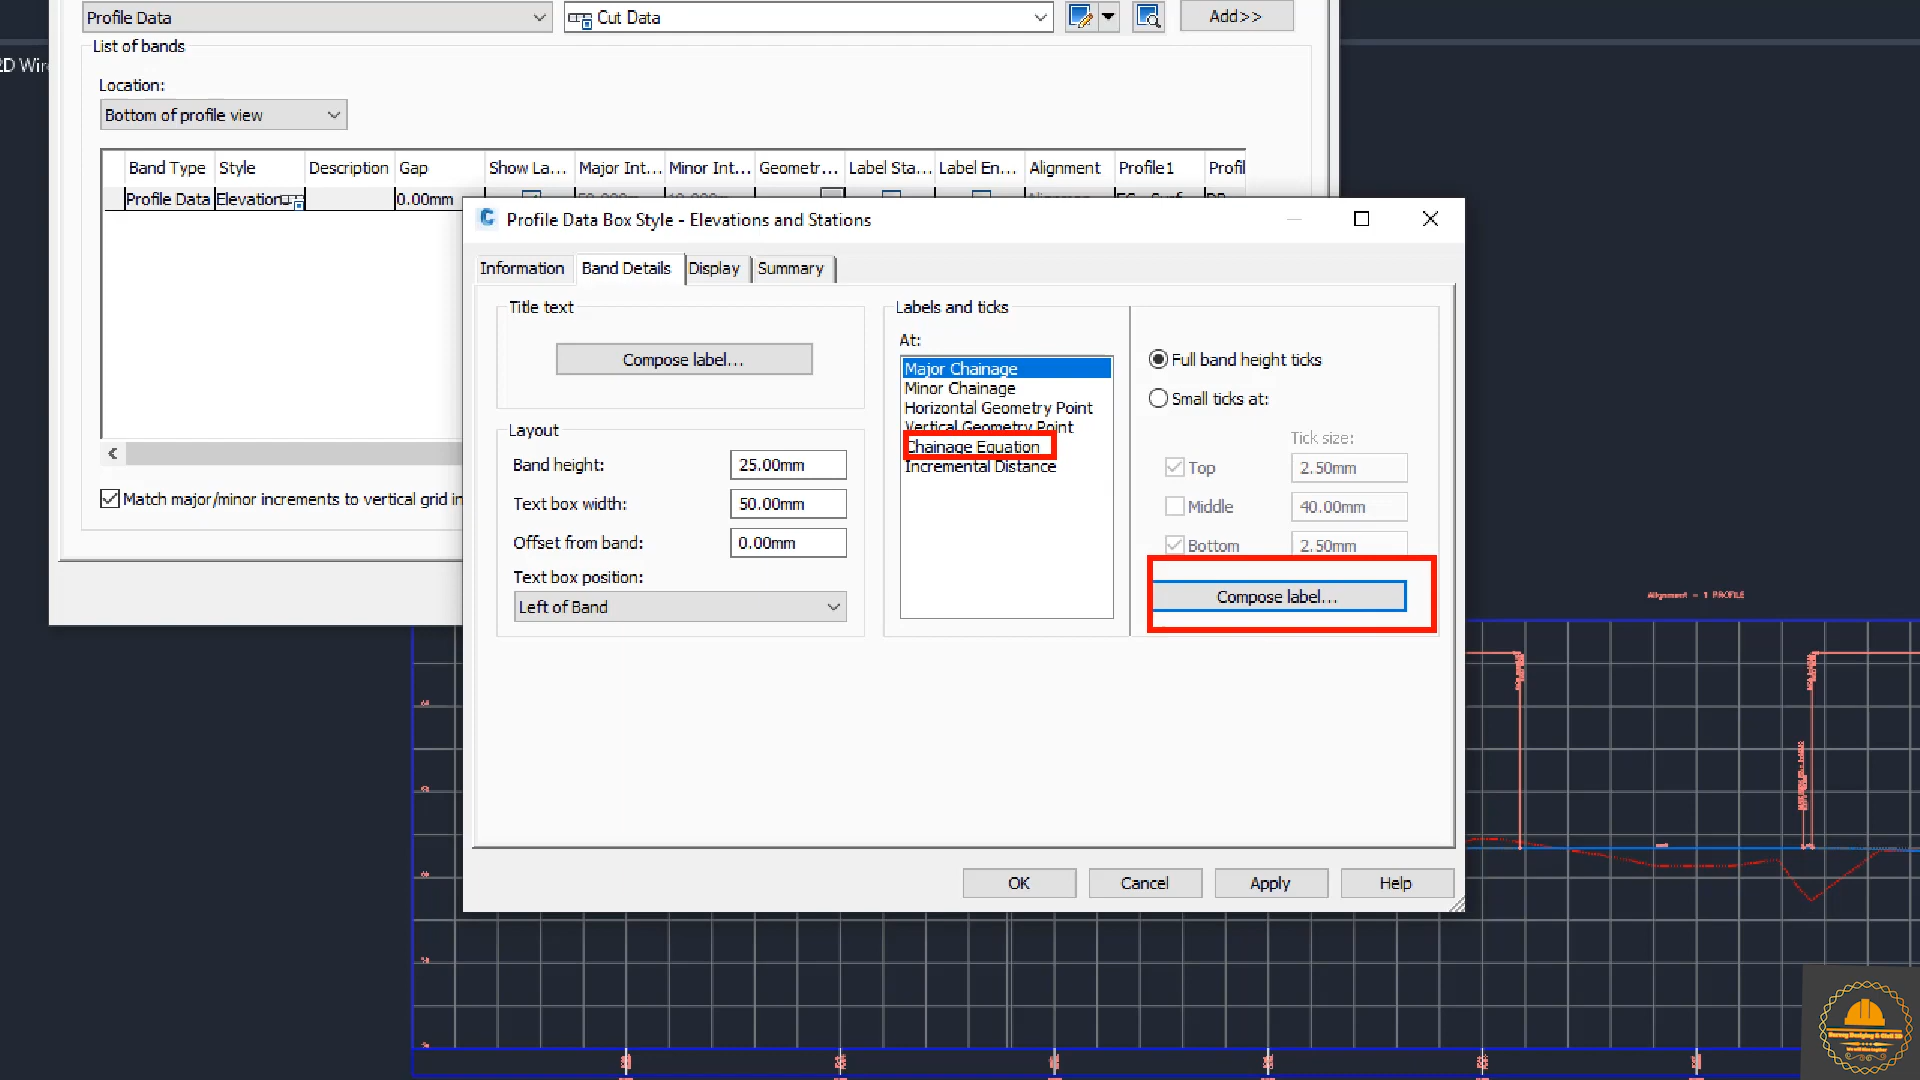 Profile Data
Cut Data
Add>>
List of bands
2D Wir
Location:
Bottom of profile view
Band Type Style Description Gap Show La... Major Int... Minor Int... Geometr... Label Sta... Label En... Alignment Profile1 Profil
Profile Data Elevation 0.00mm
Profile Data Box Style - Elevations and Stations
Information Band Details Display Summary
Title text
Compose label...
Layout
Band height: 25.00mm
Text box width: 50.00mm
Offset from band: 0.00mm
Text box position:
Left of Band
Labels and ticks
At:
Major Chainage
Minor Chainage
Horizontal Geometry Point
Vertical Geometry Point
Chainage Equation
Incremental Distance
Full band height ticks
Small ticks at:
Tick size:
Top 2.50mm
Middle 40.00mm
Bottom 2.50mm
Compose label...
Match major/minor increments to vertical grid in
OK Cancel Apply Help
Alignment - 1 PROFILE